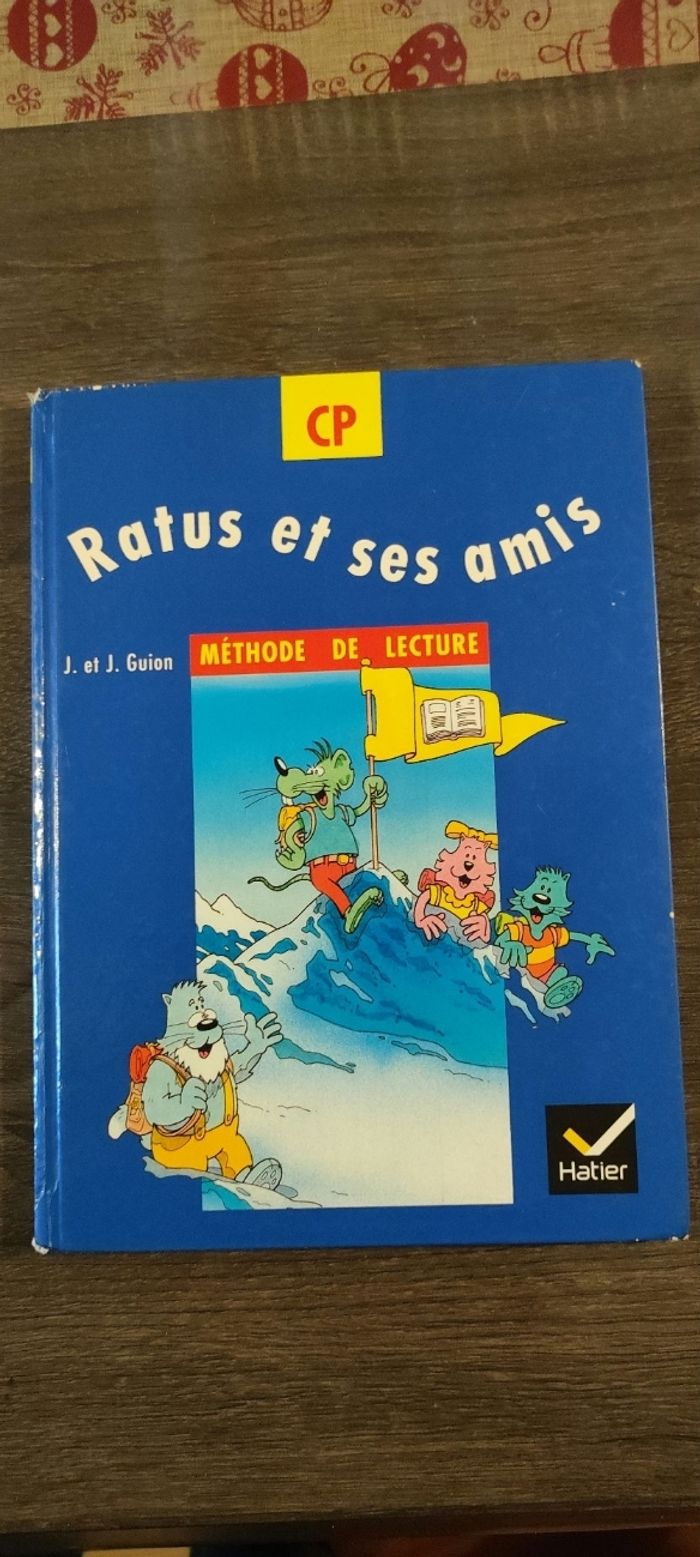 CP
Ratus et ses amis
J. et J. Guion
MÉTHODE DE LECTURE
Hatier